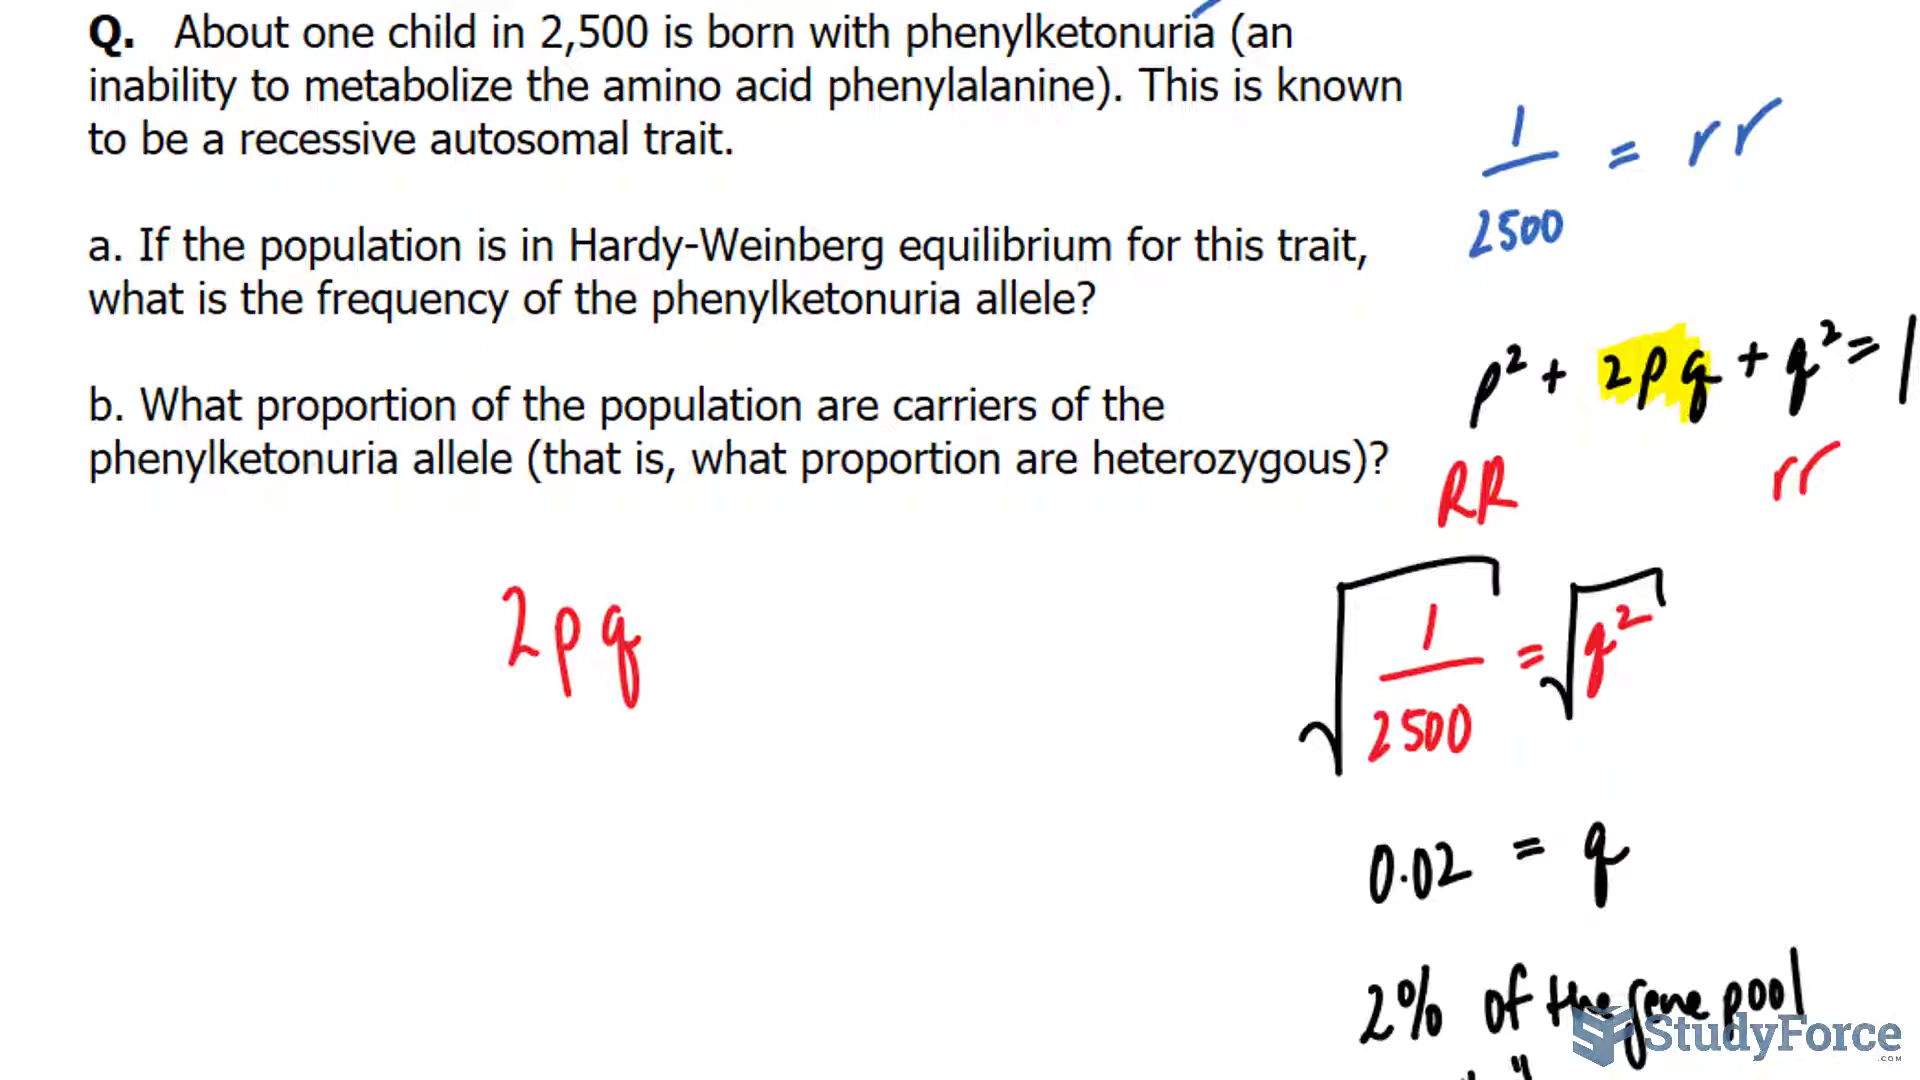 Q. About one child in 2,500 is born with phenylketonuria (an
inability to metabolize the amino acid phenylalanine). This is known
to be a recessive autosomal trait.
a. If the population is in Hardy-Weinberg equilibrium for this trait,
what is the frequency of the phenylketonuria allele?
b. What proportion of the population are carriers of the
phenylketonuria allele (that is, what proportion are heterozygous)?
1/2500 = rr
p² + 2pq + q² = 1
RR rr
2pq
√(1/2500) = √(q²)
0.02 = q
2% of the gene pool
StudyForce
.COM